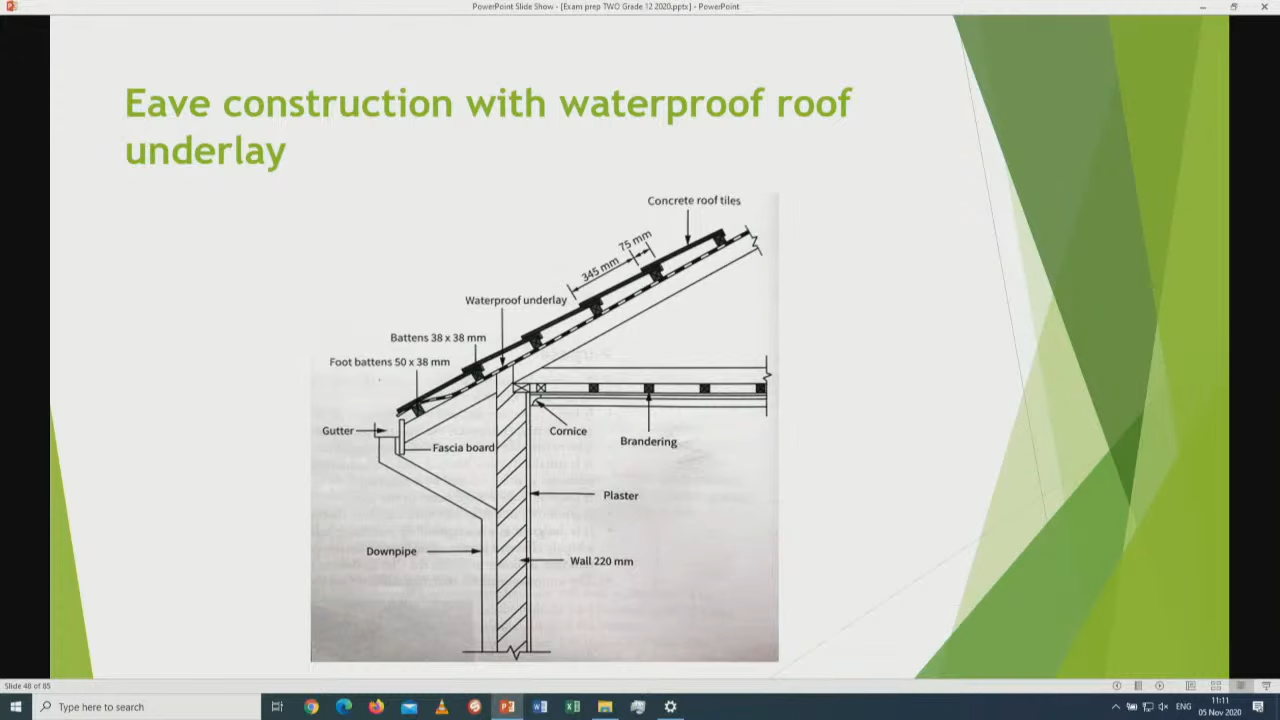 PowerPoint Slide Show - [Exam prep TWO Grade 12 2020.pptx] - PowerPoint
Eave construction with waterproof roof
underlay
Concrete roof tiles
75 mm
345 mm
Waterproof underlay
Battens 38 x 38 mm
Foot battens 50 x 38 mm
Gutter
Fascia board
Cornice
Brandering
Plaster
Downpipe
Wall 220 mm
Slide 40 of 85
Type here to search
ENG
11:11
05 Nov 2020